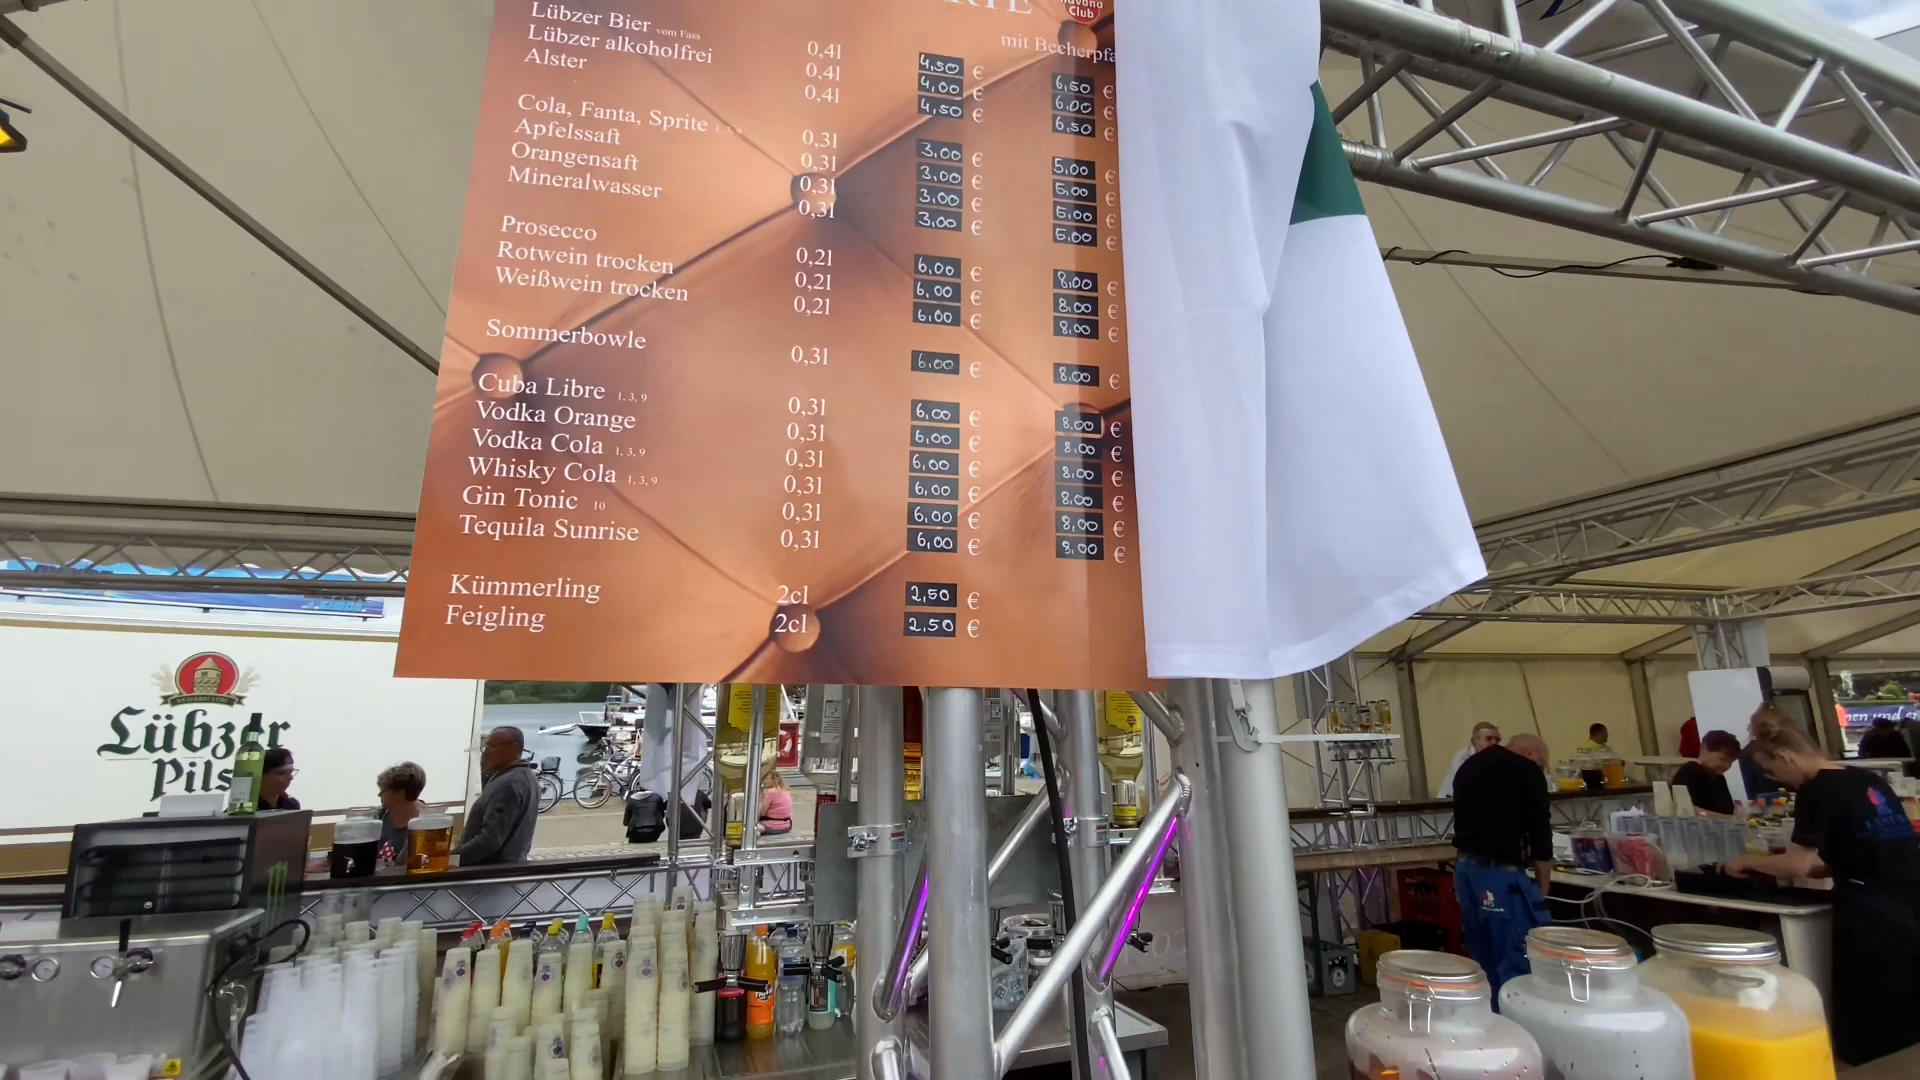 Havana
Club
mit Becherpfa
Lübzer Bier vom Fass 0,4l 4,50 € 6,50 €
Lübzer alkoholfrei 0,4l 4,00 € 6,00 €
Alster 0,4l 4,50 € 6,50 €
Cola, Fanta, Sprite 1, 3, 9 0,3l 3,00 € 5,00 €
Apfelssaft 0,3l 3,00 € 5,00 €
Orangensaft 0,3l 3,00 € 5,00 €
Mineralwasser 0,3l 3,00 € 5,00 €
Prosecco 0,2l 6,00 € 8,00 €
Rotwein trocken 0,2l 6,00 € 8,00 €
Weißwein trocken 0,2l 6,00 € 8,00 €
Sommerbowle 0,3l 6,00 € 8,00 €
Cuba Libre 1, 3, 9 0,3l 6,00 € 8,00 €
Vodka Orange 0,3l 6,00 € 8,00 €
Vodka Cola 1, 3, 9 0,3l 6,00 € 8,00 €
Whisky Cola 1, 3, 9 0,3l 6,00 € 8,00 €
Gin Tonic 10 0,3l 6,00 € 8,00 €
Tequila Sunrise 0,3l 6,00 € 8,00 €
Kümmerling 2cl 2,50 €
Feigling 2cl 2,50 €
Lübzer
Pils